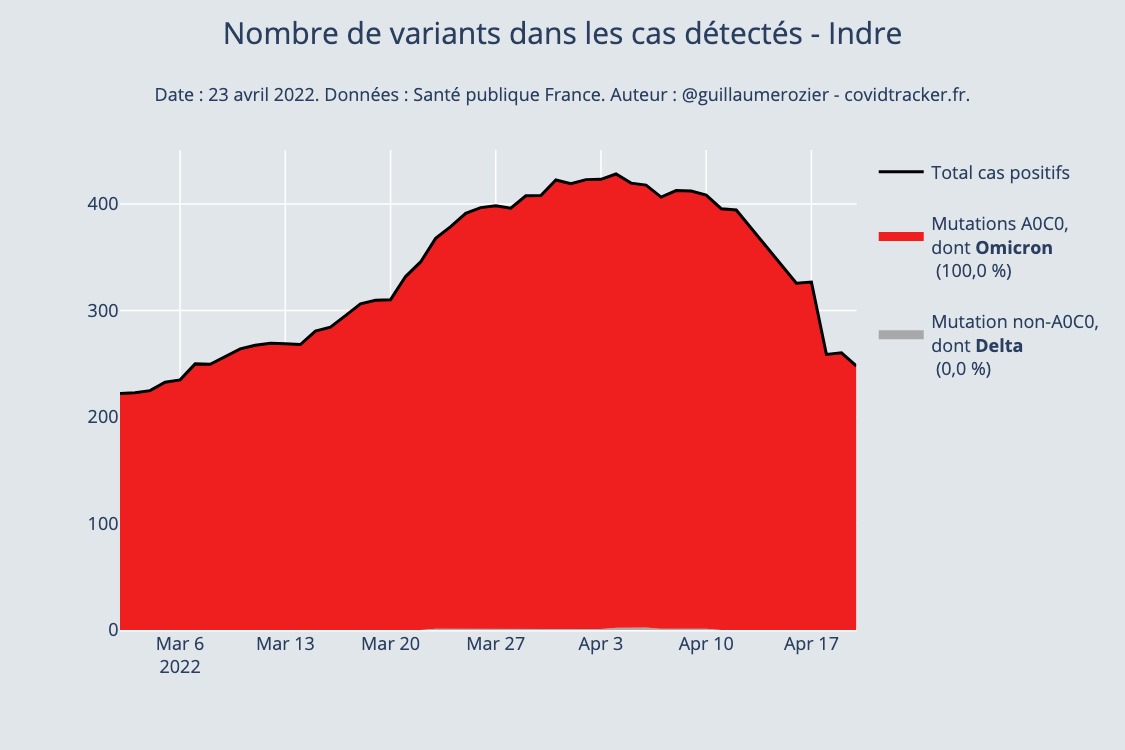 Nombre de variants dans les cas détectés - Indre
Date : 23 avril 2022. Données : Santé publique France. Auteur : @guillaumerozier - covidtracker.fr.
Total cas positifs
Mutations A0C0,
dont Omicron
(100,0 %)
Mutation non-A0C0,
dont Delta
(0,0 %)
400
300
200
100
0
Mar 6
2022
Mar 13
Mar 20
Mar 27
Apr 3
Apr 10
Apr 17